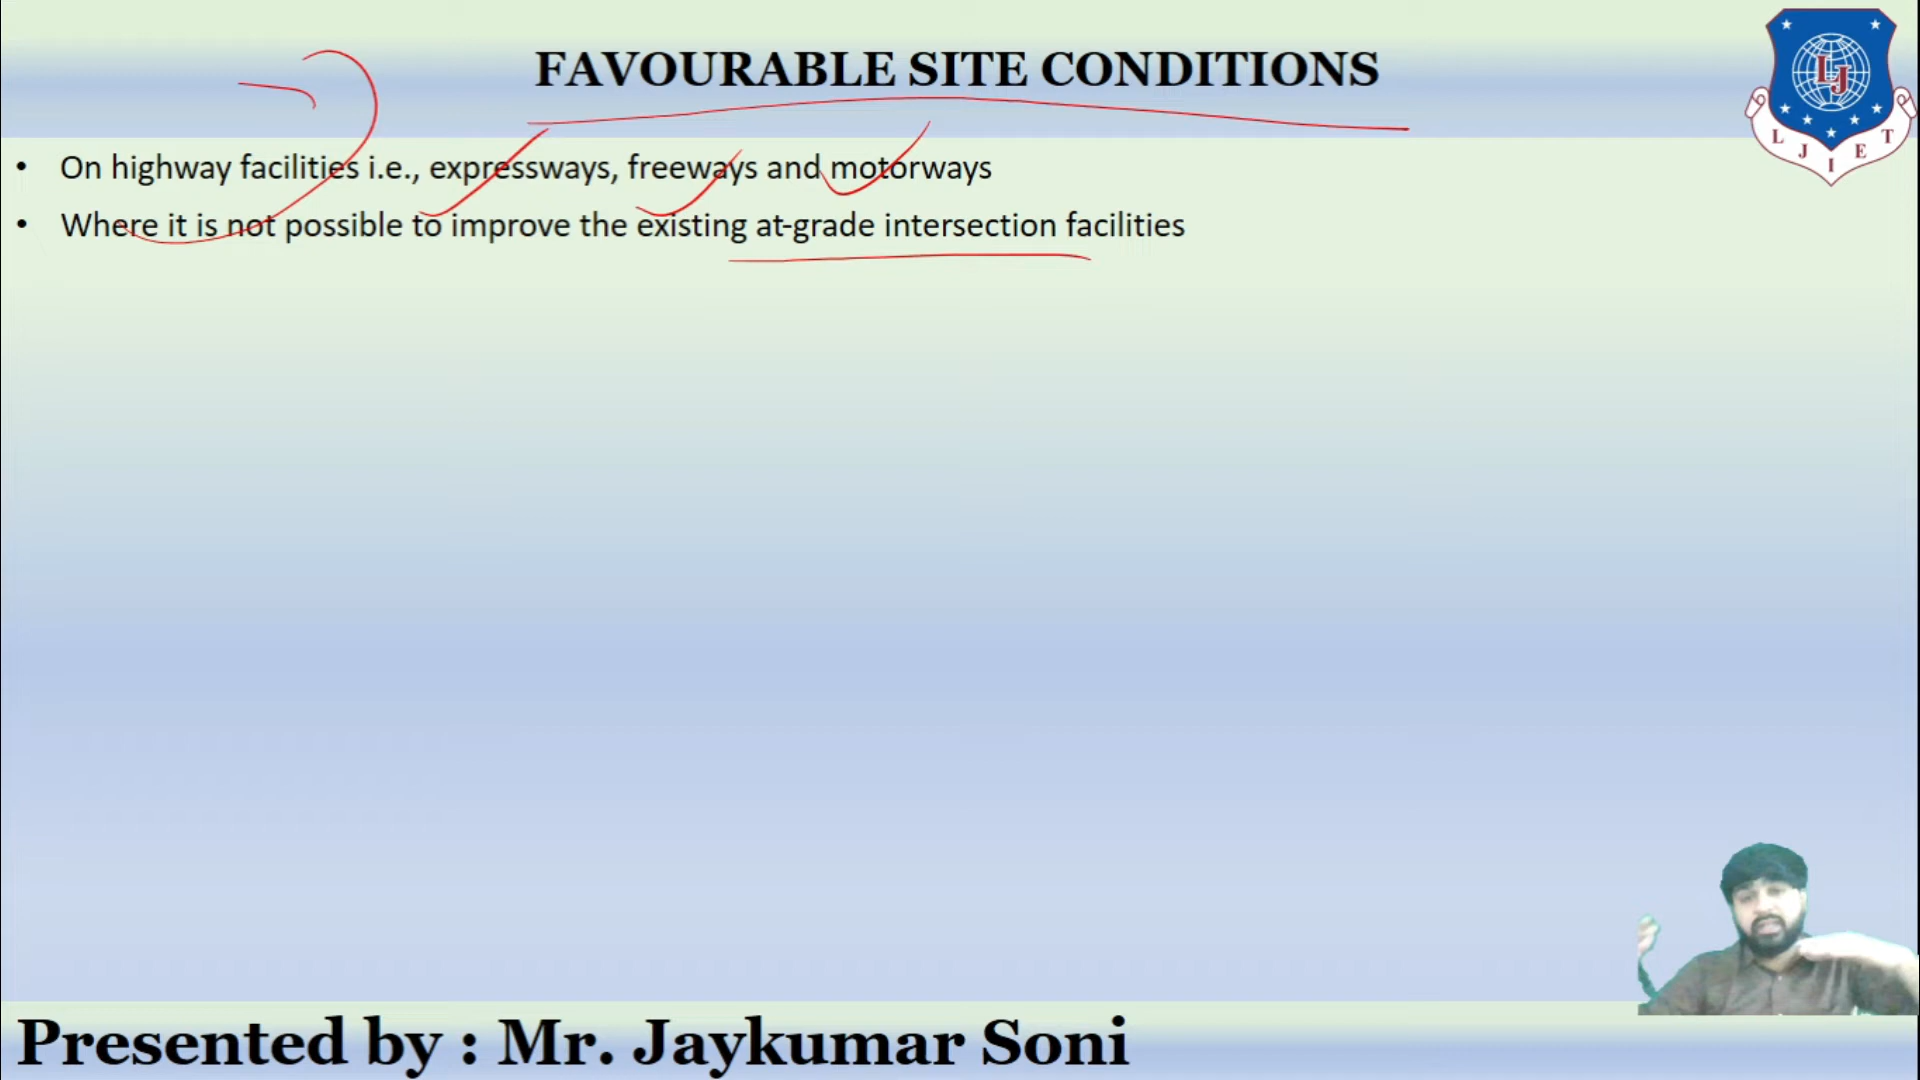 FAVOURABLE SITE CONDITIONS
LJ
L J I E T
• On highway facilities i.e., expressways, freeways and motorways
• Where it is not possible to improve the existing at-grade intersection facilities
Presented by : Mr. Jaykumar Soni